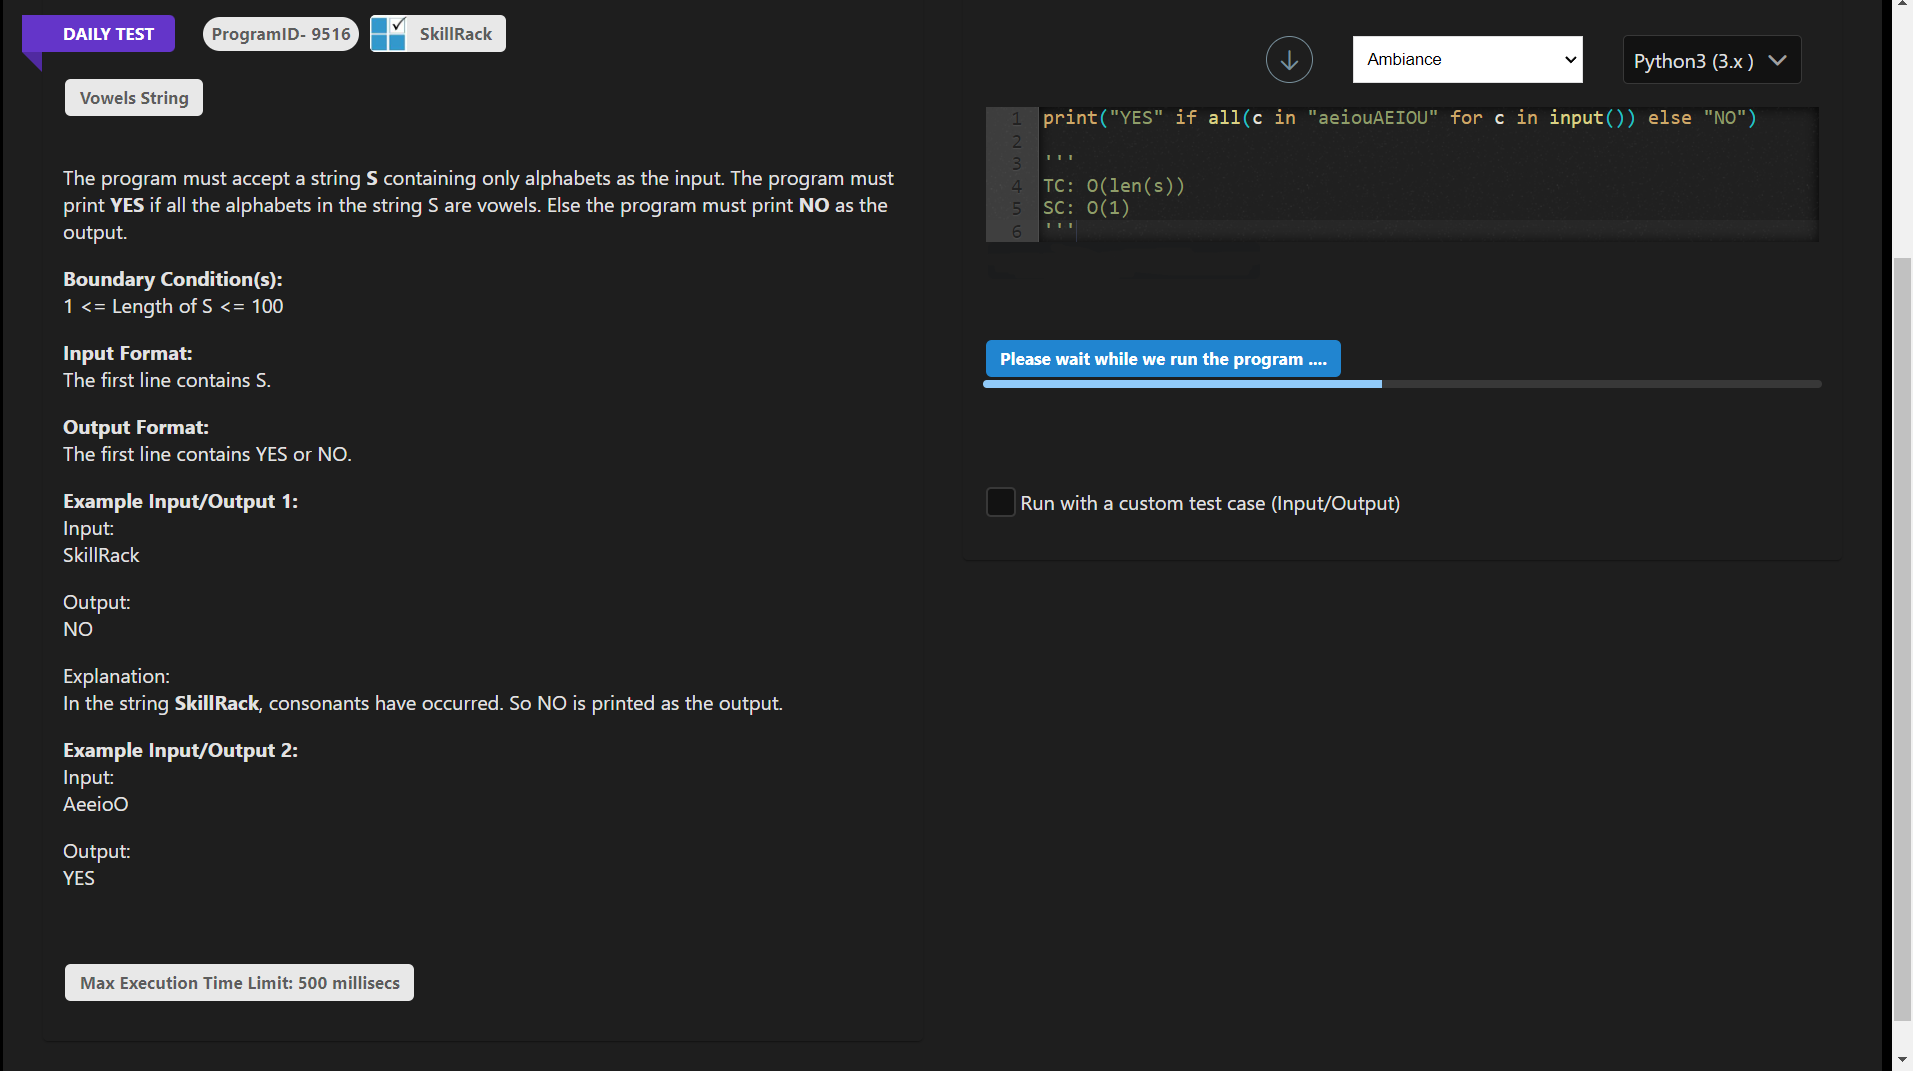 DAILY TEST
ProgramID- 9516
SkillRack
Vowels String
The program must accept a string S containing only alphabets as the input. The program must
print YES if all the alphabets in the string S are vowels. Else the program must print NO as the
output.
Boundary Condition(s):
1 <= Length of S <= 100
Input Format:
The first line contains S.
Output Format:
The first line contains YES or NO.
Example Input/Output 1:
Input:
SkillRack
Output:
NO
Explanation:
In the string SkillRack, consonants have occurred. So NO is printed as the output.
Example Input/Output 2:
Input:
AeeioO
Output:
YES
Max Execution Time Limit: 500 millisecs
Ambiance
Python3 (3.x )
1 print("YES" if all(c in "aeiouAEIOU" for c in input()) else "NO")
2
3 '''
4 TC: O(len(s))
5 SC: O(1)
6 '''
Please wait while we run the program ....
Run with a custom test case (Input/Output)